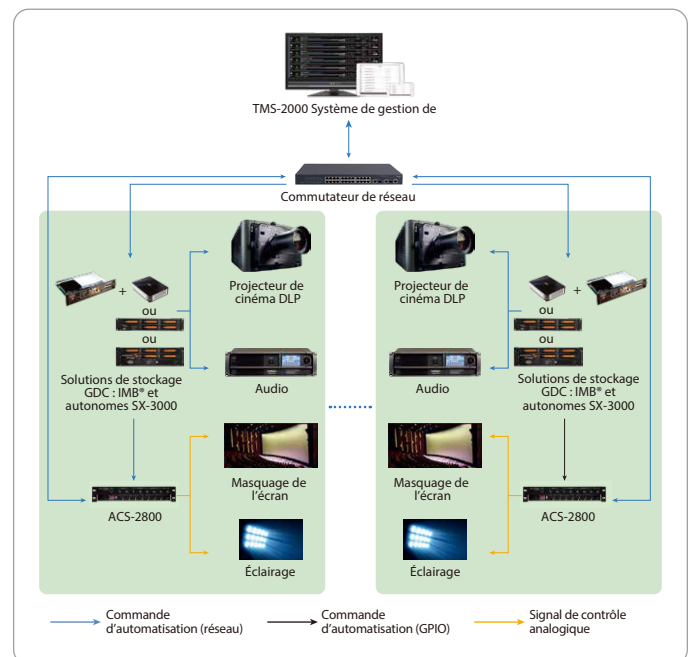 TMS-2000 Système de gestion de
Commutateur de réseau
Projecteur de
cinéma DLP
+
ou
ou
Solutions de stockage
GDC : IMB® et
autonomes SX-3000
Audio
Masquage de
l'écran
ACS-2800
Éclairage
Projecteur de
cinéma DLP
+
ou
ou
Solutions de stockage
GDC : IMB® et
autonomes SX-3000
Audio
Masquage de
l'écran
ACS-2800
Éclairage
Commande
d'automatisation (réseau)
Commande
d'automatisation (GPIO)
Signal de contrôle
analogique